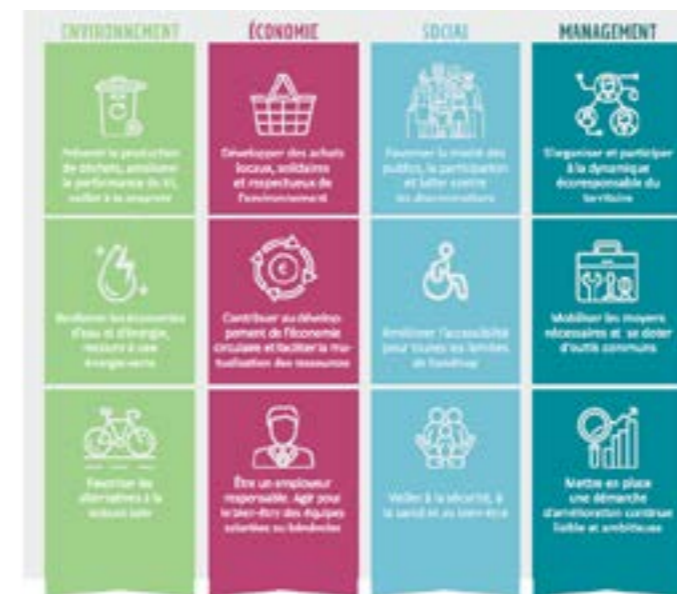 ENVIRONNEMENT
ÉCONOMIE
SOCIAL
MANAGEMENT
Prévenir la production
de déchets, améliorer
la performance du tri,
veiller à la propreté
Développer des achats
locaux, solidaires
et respectueux de
l'environnement
Favoriser la mixité des
publics, la participation
et lutter contre
les discriminations
S'organiser et participer
à la dynamique
écoresponsable du
territoire
Réaliser des économies
d'eau et d'énergie,
recourir à une
énergie verte
Contribuer au dévelop-
pement de l'économie
circulaire et faciliter la mu-
tualisation des ressources
Améliorer l'accessibilité
pour toutes les
de handicap
Mobiliser les moyens
nécessaires et se doter
d'outils communs
Favoriser les
alternatives à la
voiture solo
Être un employeur
responsable. Agir pour
le bien-être des équipes
salariées ou bénévoles
Veiller à la sécurité, à
la santé et au bien-être
Mettre en place
une démarche
d'amélioration continue
lisible et ambitieuse